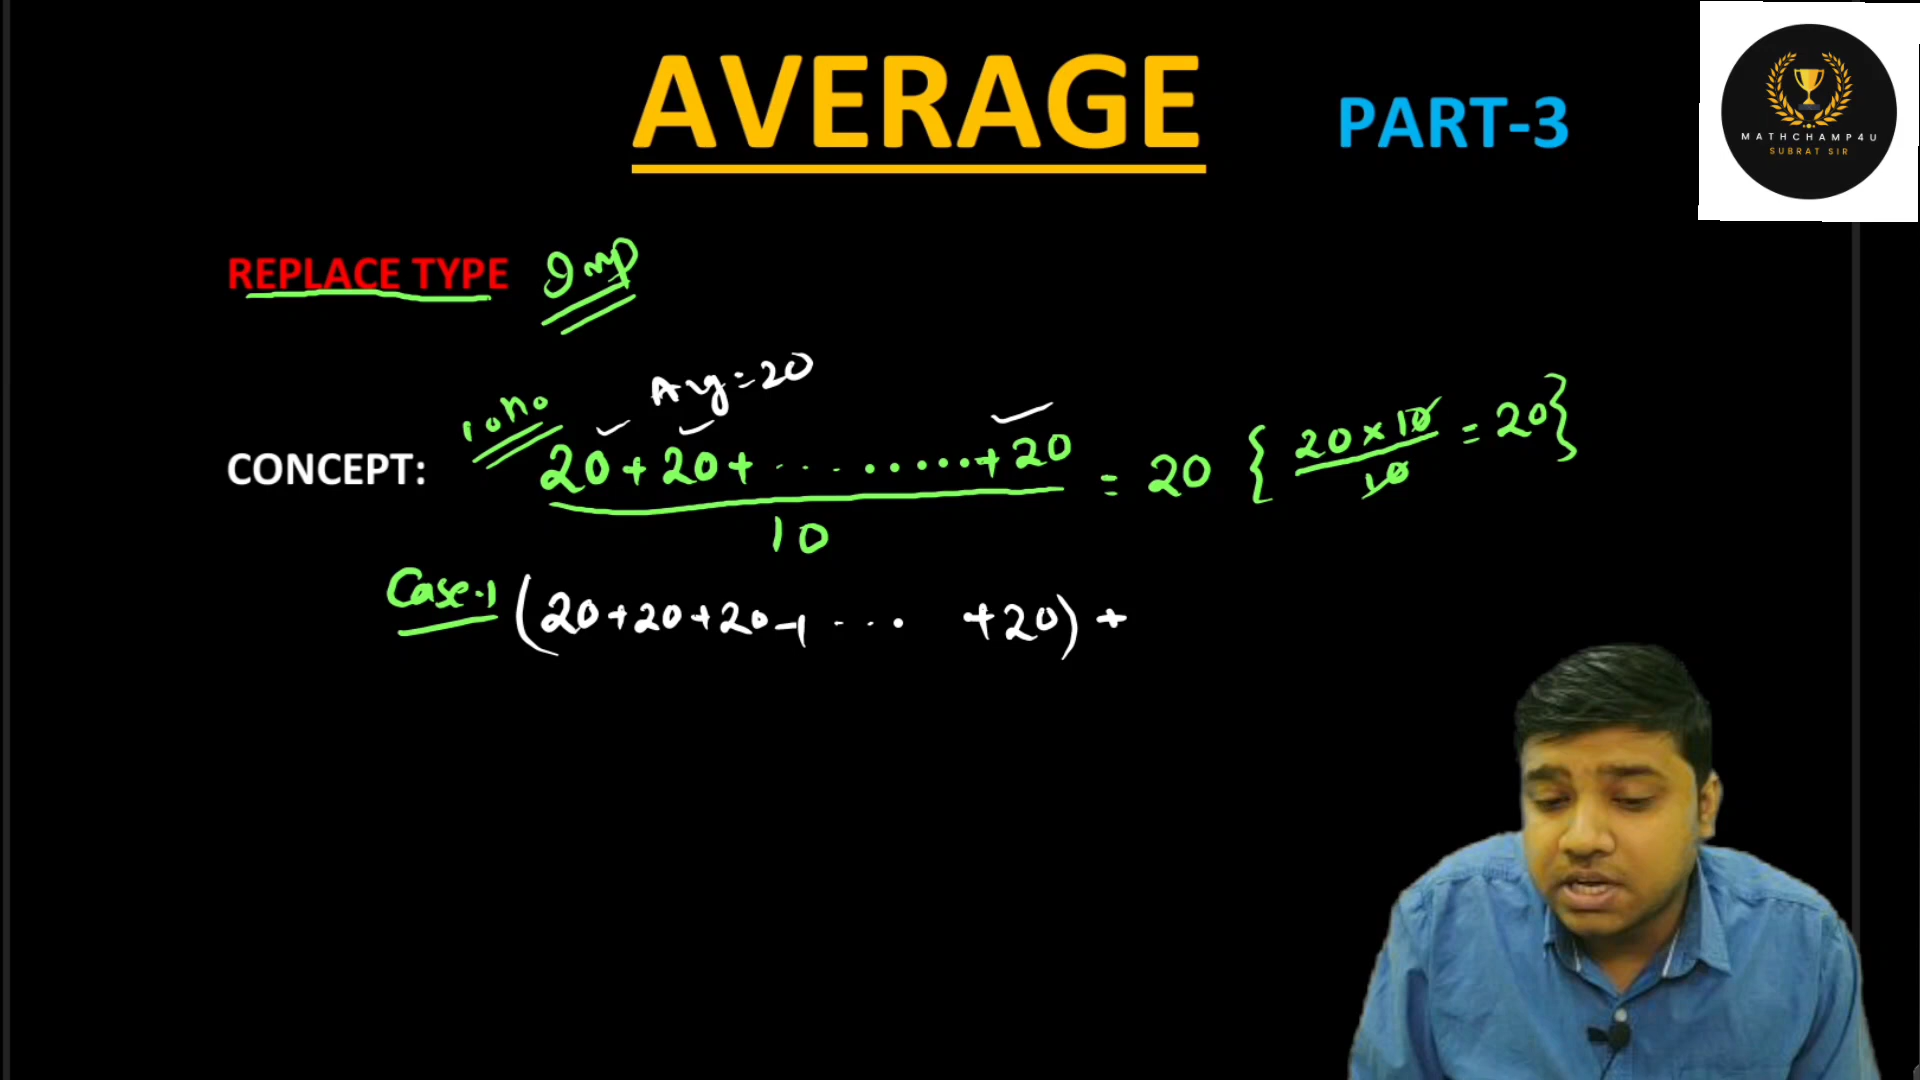 AVERAGE PART-3
MATHCHAMP4U
SUBRAT SIR
REPLACE TYPE Imp
10 no Avg = 20
CONCEPT: 20 + 20 + ......... + 20 = 20 { 20 × 10 = 20 }
10 10
Case-1 (20 + 20 + 20 + .... + 20) +